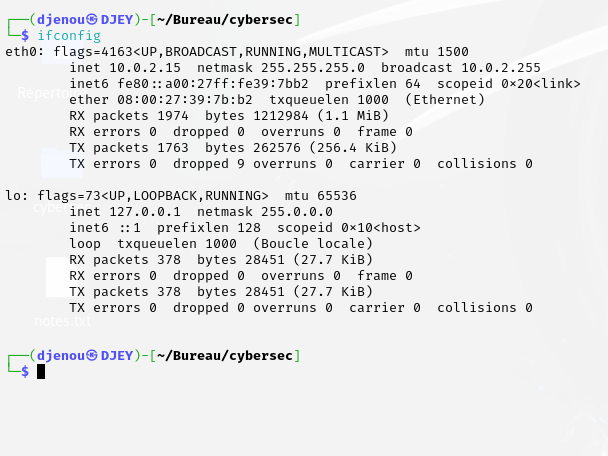 ┌──(djenou㉿DJEY)-[~/Bureau/cybersec]
└─$ ifconfig
eth0: flags=4163<UP,BROADCAST,RUNNING,MULTICAST>  mtu 1500
        inet 10.0.2.15  netmask 255.255.255.0  broadcast 10.0.2.255
        inet6 fe80::a00:27ff:fe39:7bb2  prefixlen 64  scopeid 0×20<link>
        ether 08:00:27:39:7b:b2  txqueuelen 1000  (Ethernet)
        RX packets 1974  bytes 1212984 (1.1 MiB)
        RX errors 0  dropped 0  overruns 0  frame 0
        TX packets 1763  bytes 262576 (256.4 KiB)
        TX errors 0  dropped 9 overruns 0  carrier 0  collisions 0

lo: flags=73<UP,LOOPBACK,RUNNING>  mtu 65536
        inet 127.0.0.1  netmask 255.0.0.0
        inet6 ::1  prefixlen 128  scopeid 0×10<host>
        loop  txqueuelen 1000  (Boucle locale)
        RX packets 378  bytes 28451 (27.7 KiB)
        RX errors 0  dropped 0  overruns 0  frame 0
        TX packets 378  bytes 28451 (27.7 KiB)
        TX errors 0  dropped 0 overruns 0  carrier 0  collisions 0
notes.txt

┌──(djenou㉿DJEY)-[~/Bureau/cybersec]
└─$